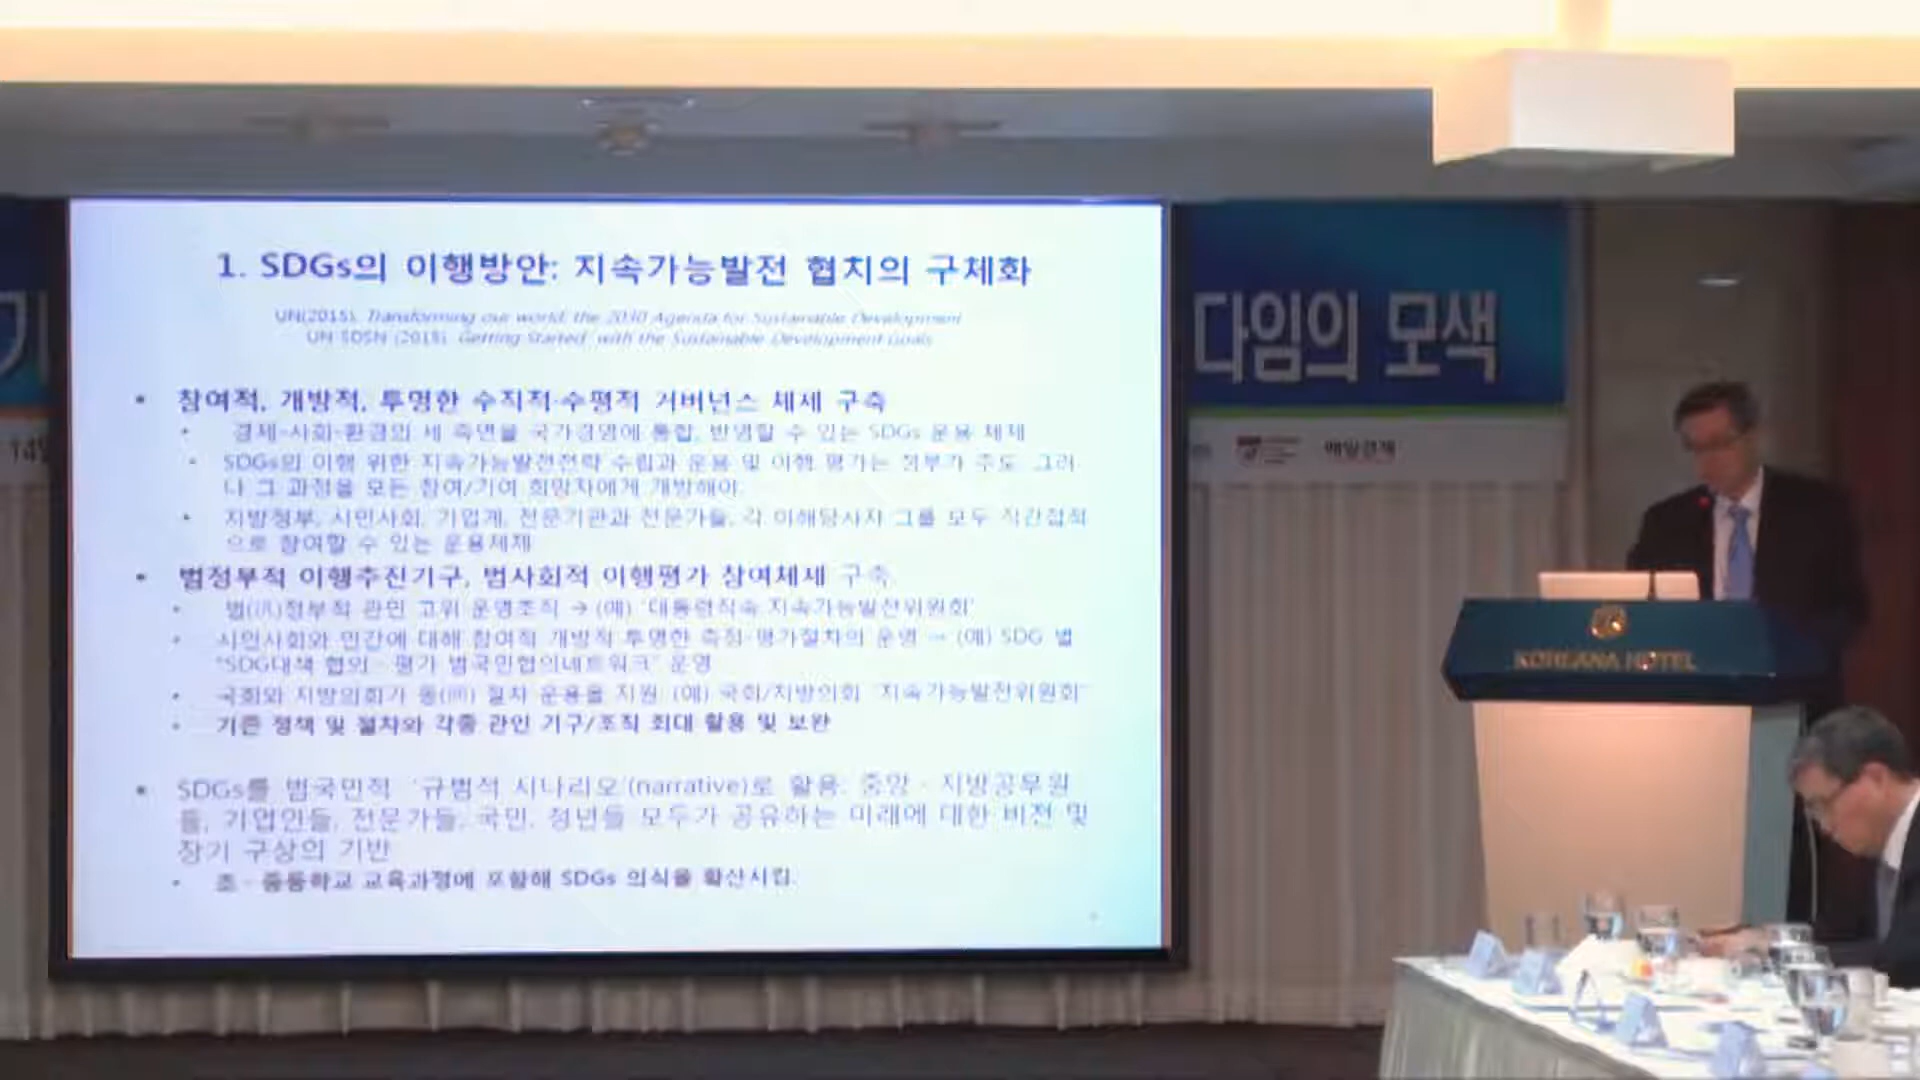 1. SDGs의 이행방안: 지속가능발전 협치의 구체화
UN(2015). Transforming our world: the 2030 Agenda for Sustainable Development
UN SDSN (2015). Getting Started with the Sustainable Development Goals
• 참여적, 개방적, 투명한 수직적·수평적 거버넌스 체제 구축
• 경제-사회-환경의 세 측면을 국가경영에 통합, 반영할 수 있는 SDGs 운용 체제
• SDGs의 이행 위한 지속가능발전전략 수립과 운용 및 이행 평가는 정부가 주도. 그러
나 그 과정을 모든 참여/기여 희망자에게 개방해야.
• 지방정부, 시민사회, 기업계, 전문기관과 전문가들, 각 이해당사자 그룹 모두 직간접적
으로 참여할 수 있는 운용체제
• 범정부적 이행추진기구, 범사회적 이행평가 참여체제 구축
• 범(汎)정부적 관민 고위 운영조직 → (예) '대통령직속 지속가능발전위원회'
• 시민사회와 민간에 대해 참여적 개방적 투명한 측정·평가절차의 운영 → (예) SDG 별
"SDG대책 협의 · 평가 범국민협의네트워크" 운영
• 국회와 지방의회가 동(同) 절차 운용을 지원 (예) 국회/지방의회 "지속가능발전위원회"
• 기존 정책 및 절차와 각종 관민 기구/조직 최대 활용 및 보완
• SDGs를 범국민적 '규범적 시나리오'(narrative)로 활용: 중앙 · 지방공무원
들, 기업인들, 전문가들, 국민, 청년들 모두가 공유하는 미래에 대한 비전 및
장기 구상의 기반
• 초 · 중등학교 교육과정에 포함해 SDGs 의식을 확산시킴.
기
다임의 모색
14일
매일경제
KOREANA HOTEL